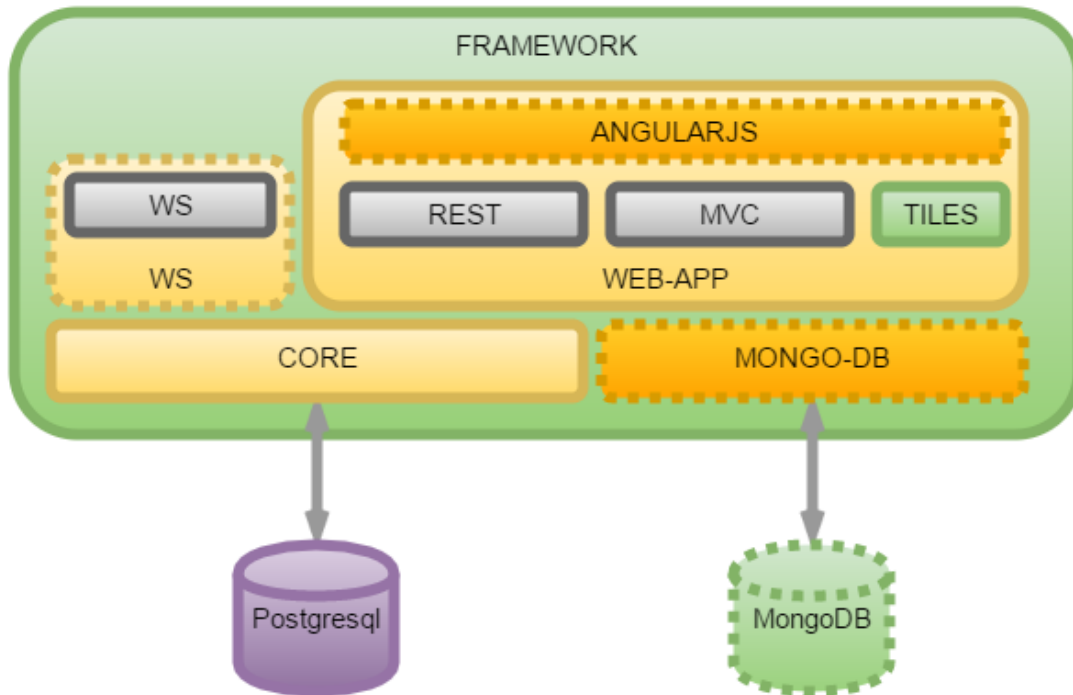 FRAMEWORK
ANGULARJS
WS
REST
MVC
TILES
WS
WEB-APP
CORE
MONGO-DB
Postgresql
MongoDB